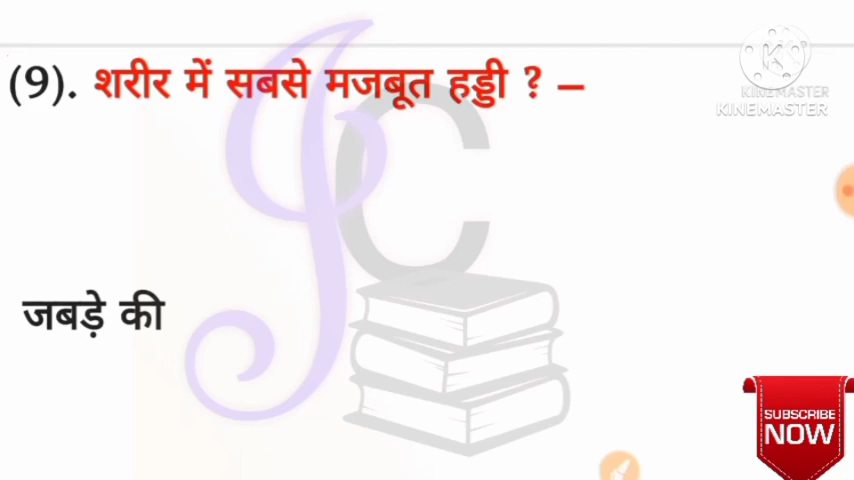 (9). शरीर में सबसे मजबूत हड्डी ? –
KINEMASTER
KINEMASTER
जबड़े की
SUBSCRIBE
NOW